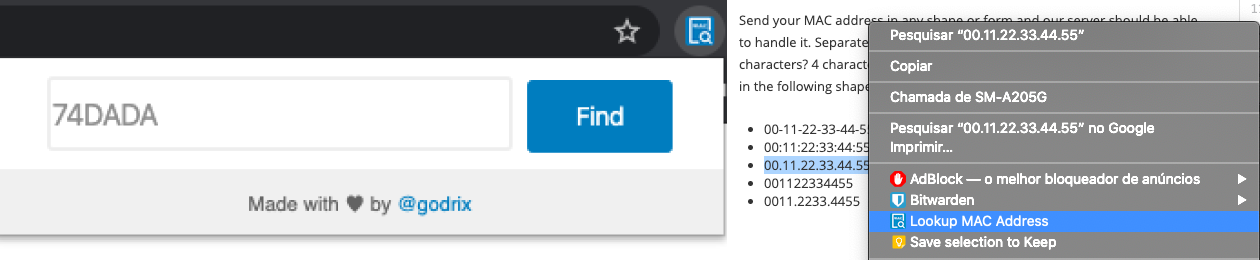 74DADA
Find
Made with ♥ by @godrix
Send your MAC address in any shape or form and our server should be able
to handle it. Separate
characters? 4 charact
in the following shape
00-11-22-33-44-5
00:11:22:33:44:55
00.11.22.33.44.55
001122334455
0011.2233.4455
Pesquisar “00.11.22.33.44.55”
Copiar
Chamada de SM-A205G
Pesquisar “00.11.22.33.44.55” no Google
Imprimir...
AdBlock — o melhor bloqueador de anúncios
Bitwarden
Lookup MAC Address
Save selection to Keep